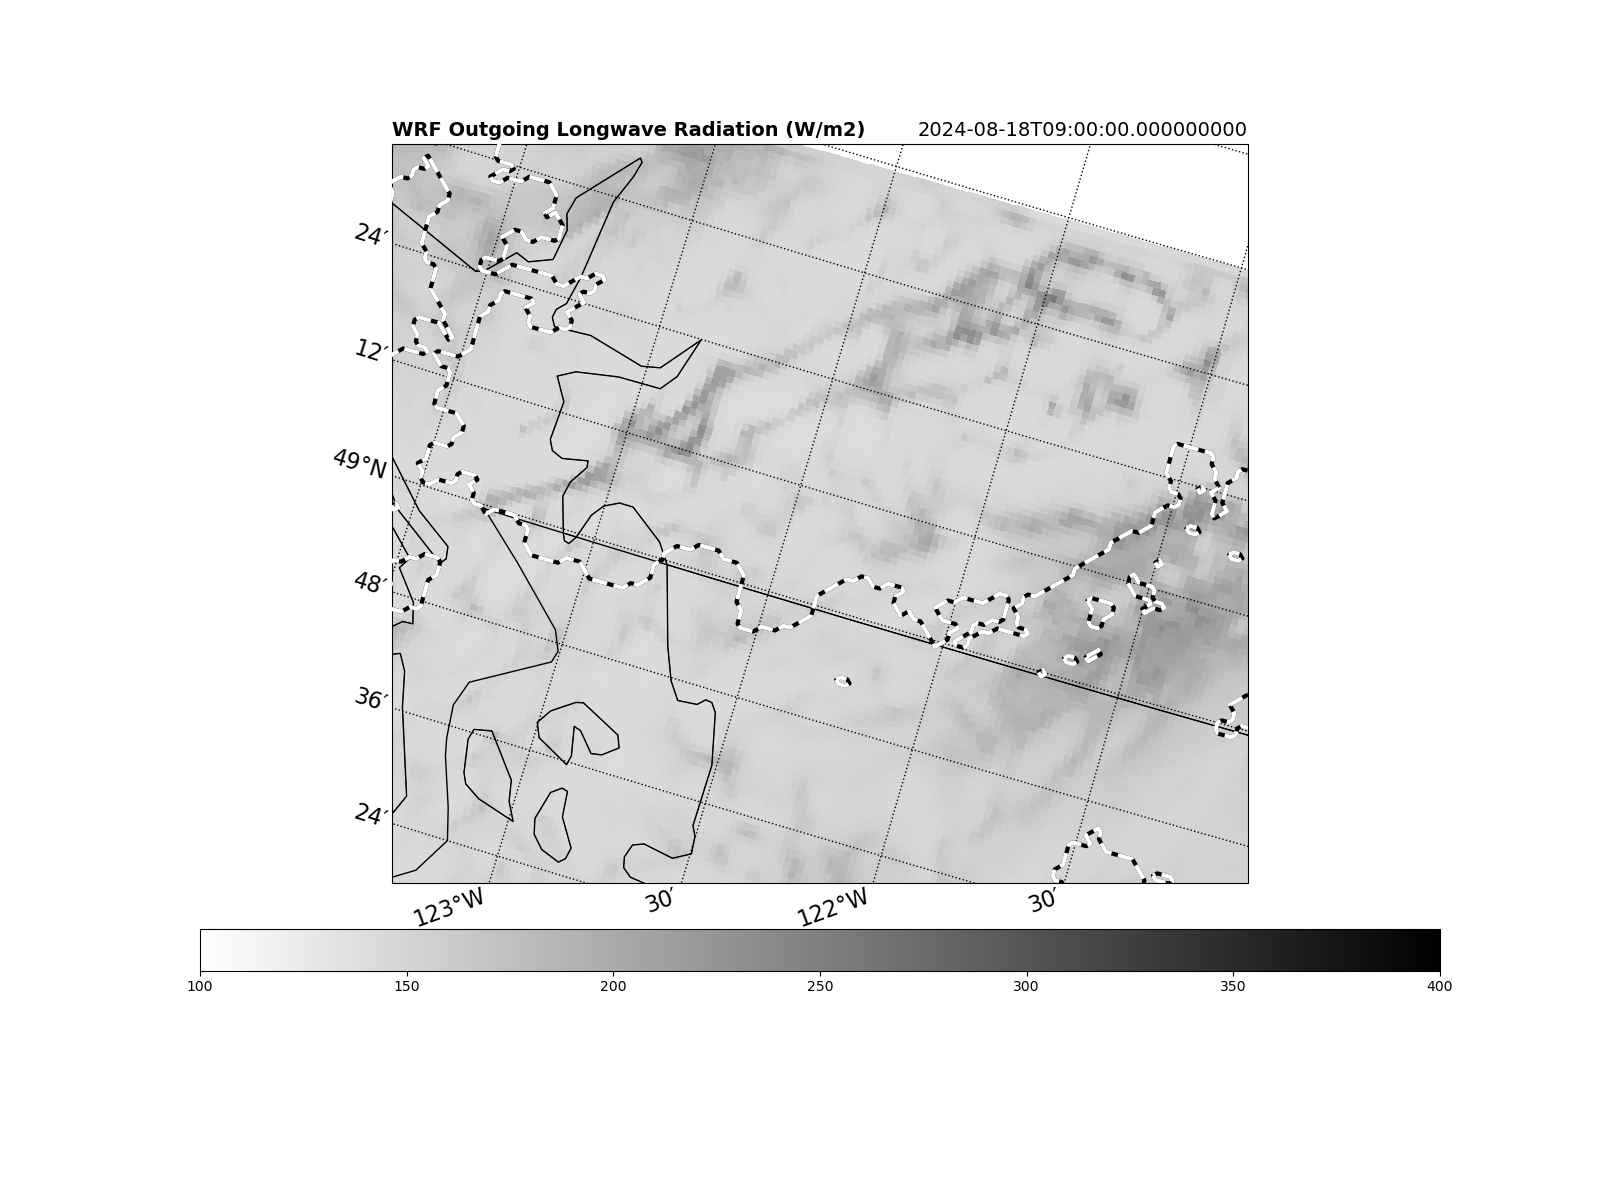 WRF Outgoing Longwave Radiation (W/m2) 2024-08-18T09:00:00.000000000
24′
12′
49°N
48′
36′
24′
123°W 30′ 122°W 30′
100 150 200 250 300 350 400